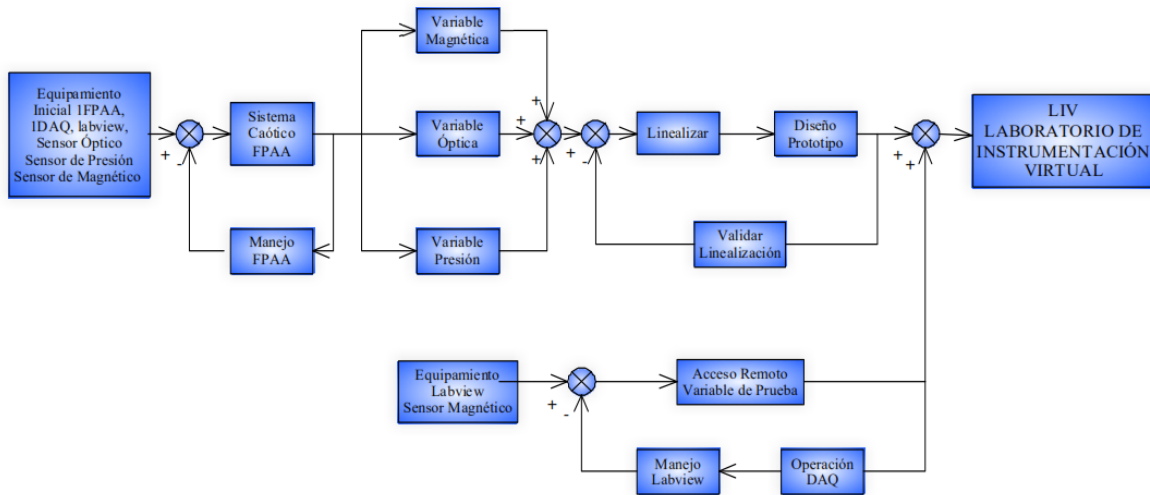 Variable
Magnética
Equipamiento
Inicial 1FPAA,
1DAQ, labview,
Sensor Óptico
Sensor de Presión
Sensor de Magnético
+
-
Sistema
Caótico
FPAA
Manejo
FPAA
Variable
Óptica
Variable
Presión
+
+
+
+
-
Linealizar
Diseño
Prototipo
Validar
Linealización
+
+
LIV
LABORATORIO DE
INSTRUMENTACIÓN
VIRTUAL
Equipamiento
Labview
Sensor Magnético
+
-
Acceso Remoto
Variable de Prueba
Manejo
Labview
Operación
DAQ